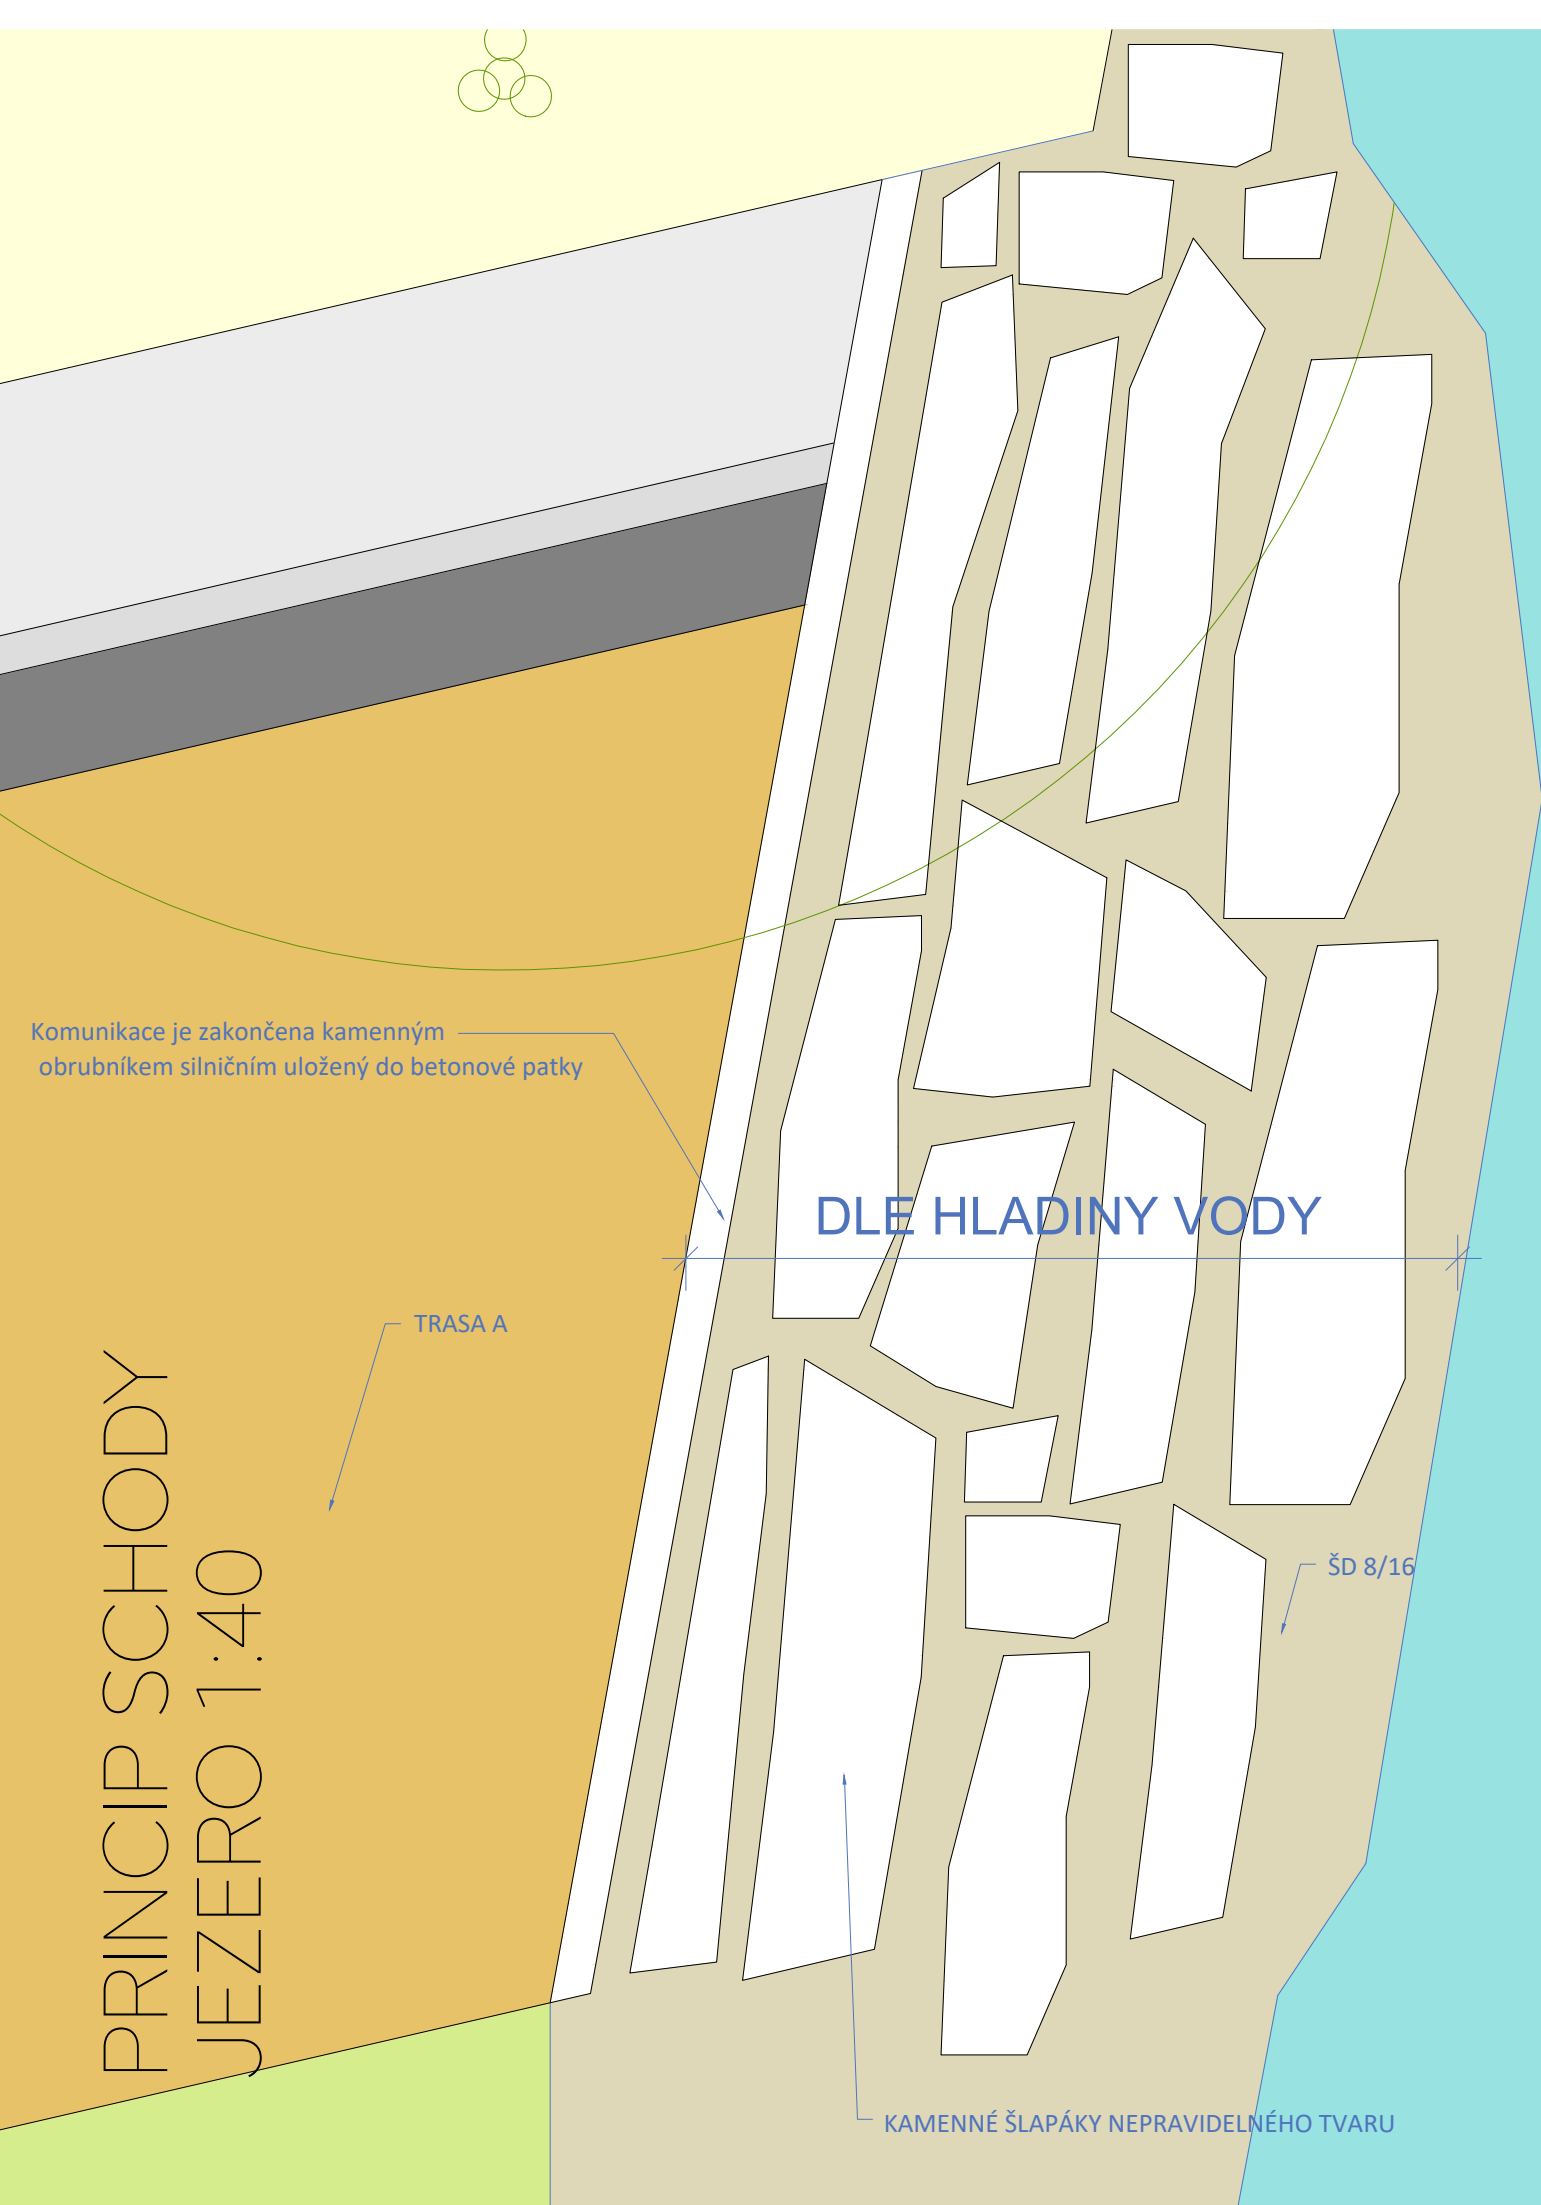 Komunikace je zakončena kamenným
obrubníkem silničním uložený do betonové patky
DLE HLADINY VODY
TRASA A
PRINCIP SCHODY
JEZERO 1:40
ŠD 8/16
KAMENNÉ ŠLAPÁKY NEPRAVIDELNÉHO TVARU